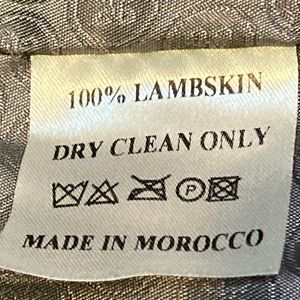 100% LAMBSKIN
DRY CLEAN ONLY
P
MADE IN MOROCCO